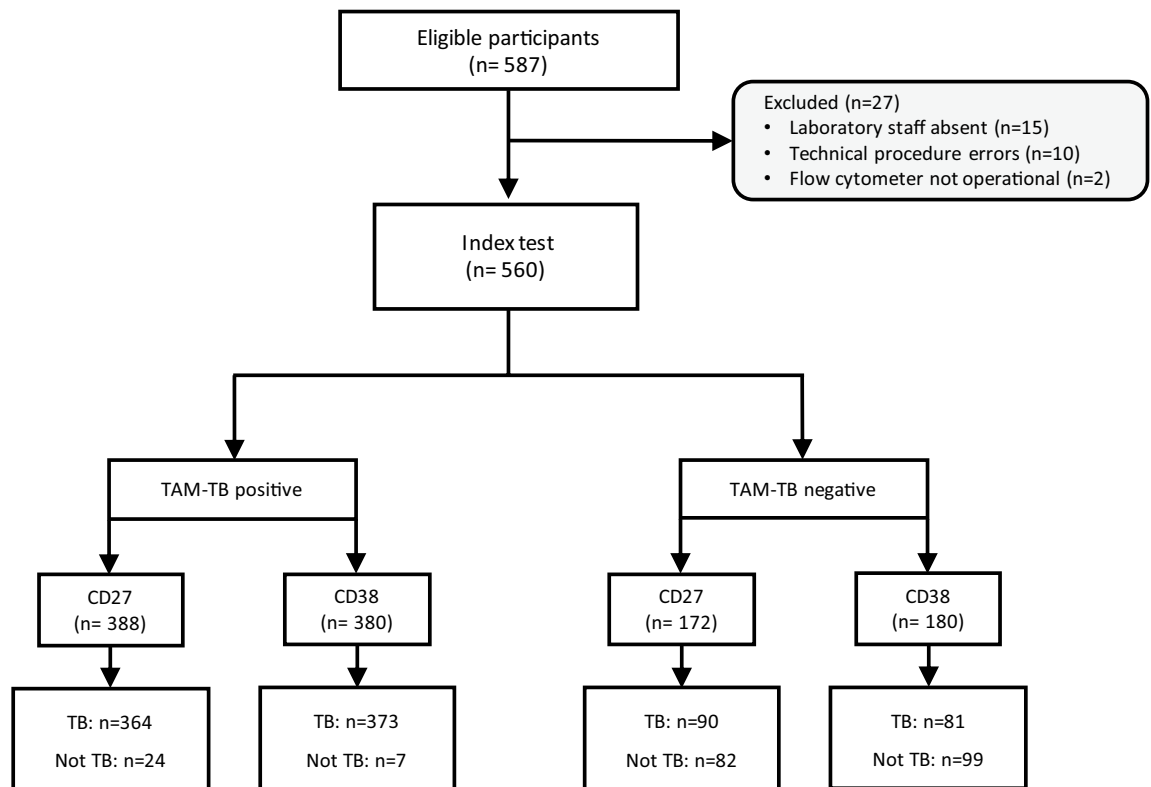 Eligible participants
(n= 587)
Excluded (n=27)
• Laboratory staff absent (n=15)
• Technical procedure errors (n=10)
• Flow cytometer not operational (n=2)
Index test
(n= 560)
TAM-TB positive
TAM-TB negative
CD27
(n= 388)
CD38
(n= 380)
CD27
(n= 172)
CD38
(n= 180)
TB: n=364
Not TB: n=24
TB: n=373
Not TB: n=7
TB: n=90
Not TB: n=82
TB: n=81
Not TB: n=99